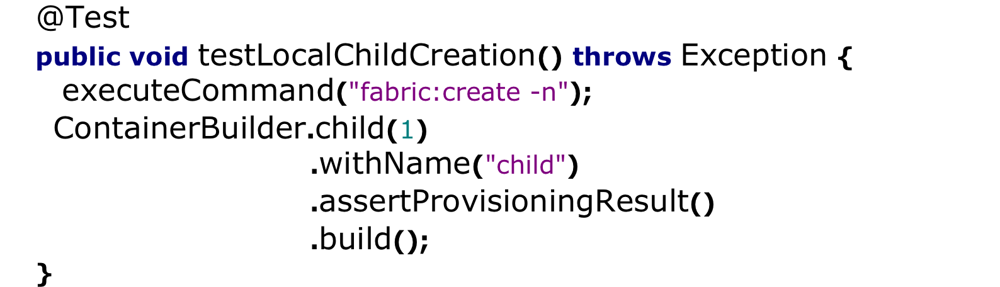 @Test
public void testLocalChildCreation() throws Exception {
executeCommand("fabric:create -n");
ContainerBuilder.child(1)
.withName("child")
.assertProvisioningResult()
.build();
}